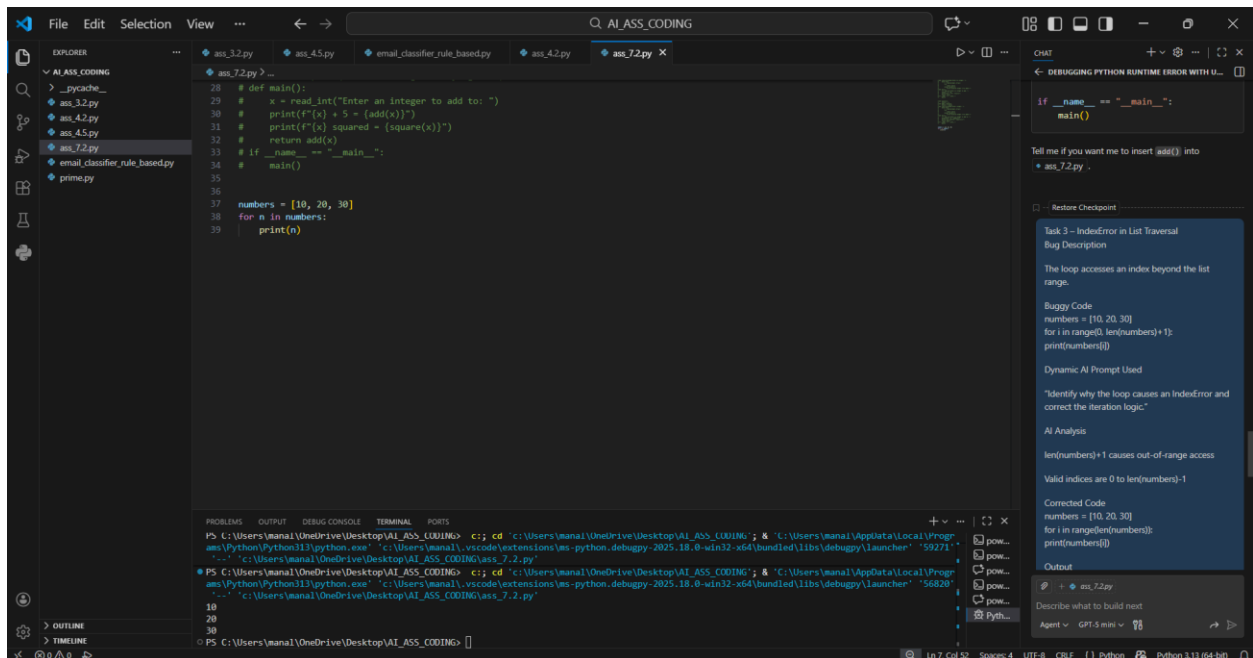 File Edit Selection View ... AI_ASS_CODING
EXPLORER ...
AI_ASS_CODING
__pycache__
ass_3.2.py
ass_4.2.py
ass_4.5.py
ass_7.2.py
email_classifier_rule_based.py
prime.py
OUTLINE
TIMELINE
ass_3.2.py ass_4.5.py email_classifier_rule_based.py ass_4.2.py ass_7.2.py
ass_7.2.py > ...
28 # def main():
29 # x = read_int("Enter an integer to add to: ")
30 # print(f"{x} + 5 = {add(x)}")
31 # print(f"{x} squared = {square(x)}")
32 # return add(x)
33 # if __name__ == "__main__":
34 # main()
35
36
37 numbers = [10, 20, 30]
38 for n in numbers:
39 print(n)
PROBLEMS OUTPUT DEBUG CONSOLE TERMINAL PORTS
PS C:\Users\manal\OneDrive\Desktop\AI_ASS_CODING> c:; cd 'c:\Users\manal\OneDrive\Desktop\AI_ASS_CODING'; & 'C:\Users\manal\AppData\Local\Progr
ams\Python\Python313\python.exe' 'c:\Users\manal\.vscode\extensions\ms-python.debugpy-2025.18.0-win32-x64\bundled\libs\debugpy\launcher' '59271'
'--' 'c:\Users\manal\OneDrive\Desktop\AI_ASS_CODING\ass_7.2.py'
PS C:\Users\manal\OneDrive\Desktop\AI_ASS_CODING> c:; cd 'c:\Users\manal\OneDrive\Desktop\AI_ASS_CODING'; & 'C:\Users\manal\AppData\Local\Progr
ams\Python\Python313\python.exe' 'c:\Users\manal\.vscode\extensions\ms-python.debugpy-2025.18.0-win32-x64\bundled\libs\debugpy\launcher' '56820'
'--' 'c:\Users\manal\OneDrive\Desktop\AI_ASS_CODING\ass_7.2.py'
10
20
30
PS C:\Users\manal\OneDrive\Desktop\AI_ASS_CODING>
pow...
pow...
pow...
pow...
pow...
Pyth...
CHAT
DEBUGGING PYTHON RUNTIME ERROR WITH U...
if __name__ == "__main__":
main()
Tell me if you want me to insert add() into
ass_7.2.py .
Restore Checkpoint
Task 3 – IndexError in List Traversal
Bug Description
The loop accesses an index beyond the list
range.
Buggy Code
numbers = [10, 20, 30]
for i in range(0, len(numbers)+1):
print(numbers[i])
Dynamic AI Prompt Used
"Identify why the loop causes an IndexError and
correct the iteration logic."
AI Analysis
len(numbers)+1 causes out-of-range access
Valid indices are 0 to len(numbers)-1
Corrected Code
numbers = [10, 20, 30]
for i in range(len(numbers)):
print(numbers[i])
Output
ass_7.2.py
Describe what to build next
Agent GPT-5 mini
0 0 Ln 7, Col 52 Spaces: 4 UTF-8 CRLF {} Python Python 3.13 (64-bit)